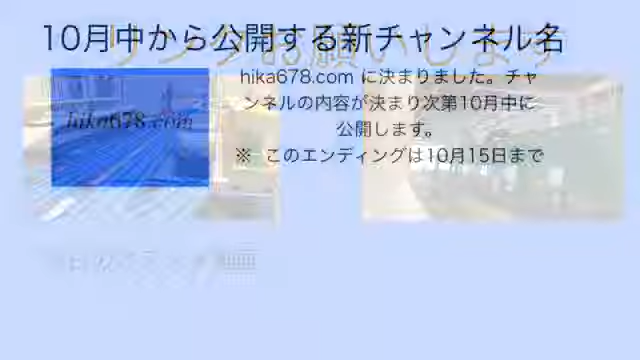 10月中から公開する新チャンネル名
hika678.com に決まりました。チャ
ンネルの内容が決まり次第10月中に
公開します。
※ このエンディングは10月15日まで
hika678.com